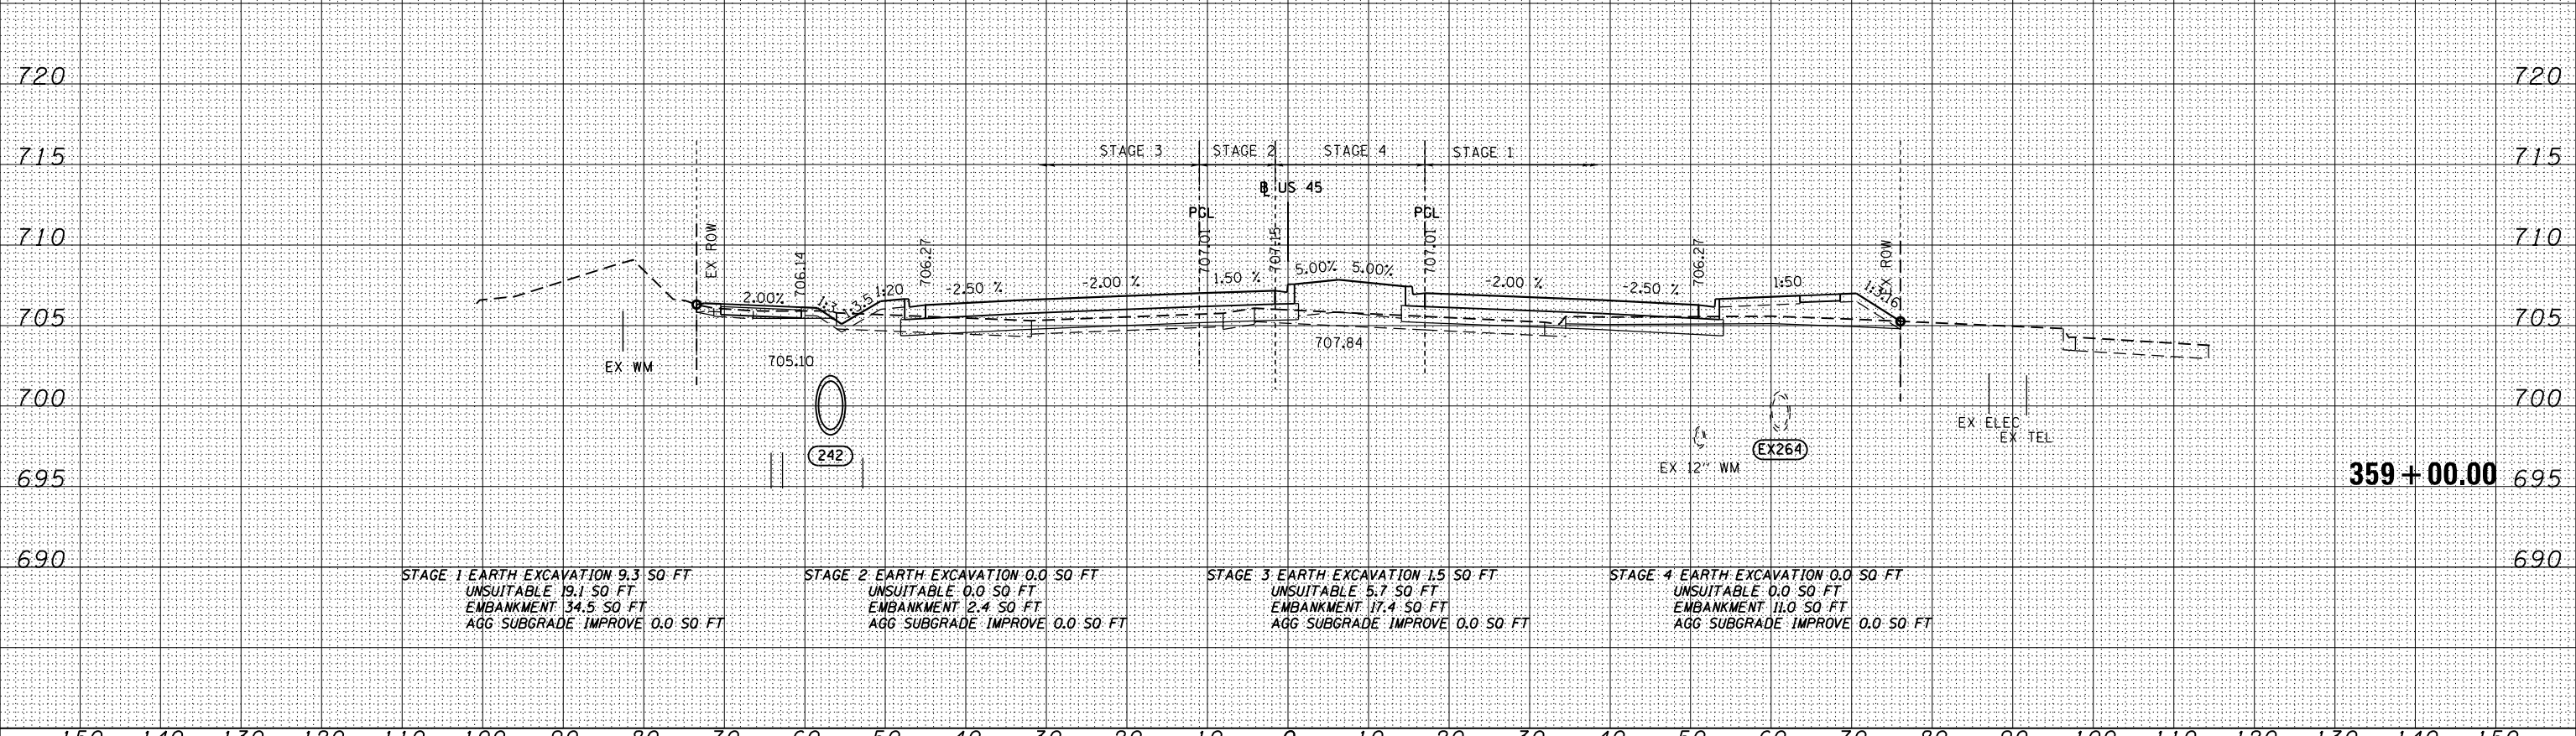 720 720
715 715
STAGE 3 STAGE 2 STAGE 4 STAGE 1
BL US 45
PGL PGL
710 710
EX ROW 706.14 706.27 707.01 707.15 707.01 706.27 EX ROW
2.00% 1:3 1:3.5 1:20 -2.50 % -2.00 % 1.50 % 5.00% 5.00% -2.00 % -2.50 % 1:50 1:3.16
705 705
707.84
705.10
EX WM
700 700
EX ELEC
EX TEL
242 EX264
EX 12'' WM
695 359+00.00 695
690 690
STAGE 1 EARTH EXCAVATION 9.3 SQ FT
UNSUITABLE 19.1 SQ FT
EMBANKMENT 34.5 SQ FT
AGG SUBGRADE IMPROVE 0.0 SQ FT
STAGE 2 EARTH EXCAVATION 0.0 SQ FT
UNSUITABLE 0.0 SQ FT
EMBANKMENT 2.4 SQ FT
AGG SUBGRADE IMPROVE 0.0 SQ FT
STAGE 3 EARTH EXCAVATION 1.5 SQ FT
UNSUITABLE 5.7 SQ FT
EMBANKMENT 17.4 SQ FT
AGG SUBGRADE IMPROVE 0.0 SQ FT
STAGE 4 EARTH EXCAVATION 0.0 SQ FT
UNSUITABLE 0.0 SQ FT
EMBANKMENT 11.0 SQ FT
AGG SUBGRADE IMPROVE 0.0 SQ FT